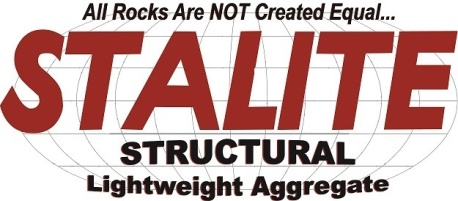 All Rocks Are NOT Created Equal...
STALITE
STRUCTURAL
Lightweight Aggregate